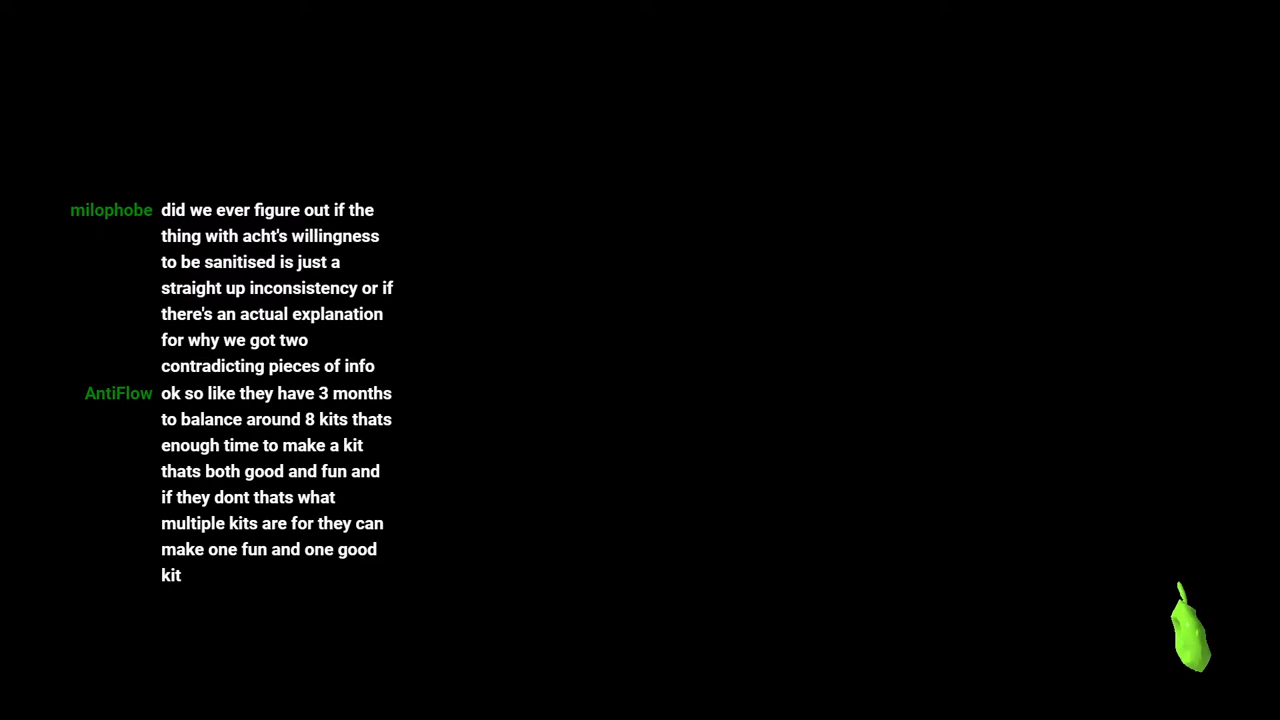 milophobe did we ever figure out if the
thing with acht's willingness
to be sanitised is just a
straight up inconsistency or if
there's an actual explanation
for why we got two
contradicting pieces of info
AntiFlow ok so like they have 3 months
to balance around 8 kits thats
enough time to make a kit
thats both good and fun and
if they dont thats what
multiple kits are for they can
make one fun and one good
kit